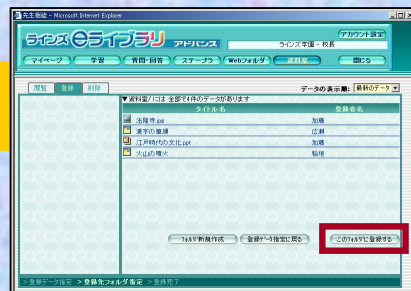 先生機能 - Microsoft Internet Explorer
ラインズ eライブラリ アドバンス
アカウント設定
ラインズ学園 - 校長
マイページ 学習 質問・回答 ステープラ Webフォルダ 資料室 閉じる
閲覧 登録 削除
データの表示順: 最新のデータ
▼資料室/には 全部で4件のデータがあります
タイトル名 登録者名
法隆寺.jpg 加藤
漢字の筆順 広瀬
江戸時代の文化.ppt 加藤
火山の噴火 稲垣
フォルダ新規作成 登録データ指定に戻る このフォルダに登録する
>登録データ指定 >登録先フォルダ指定 >登録完了